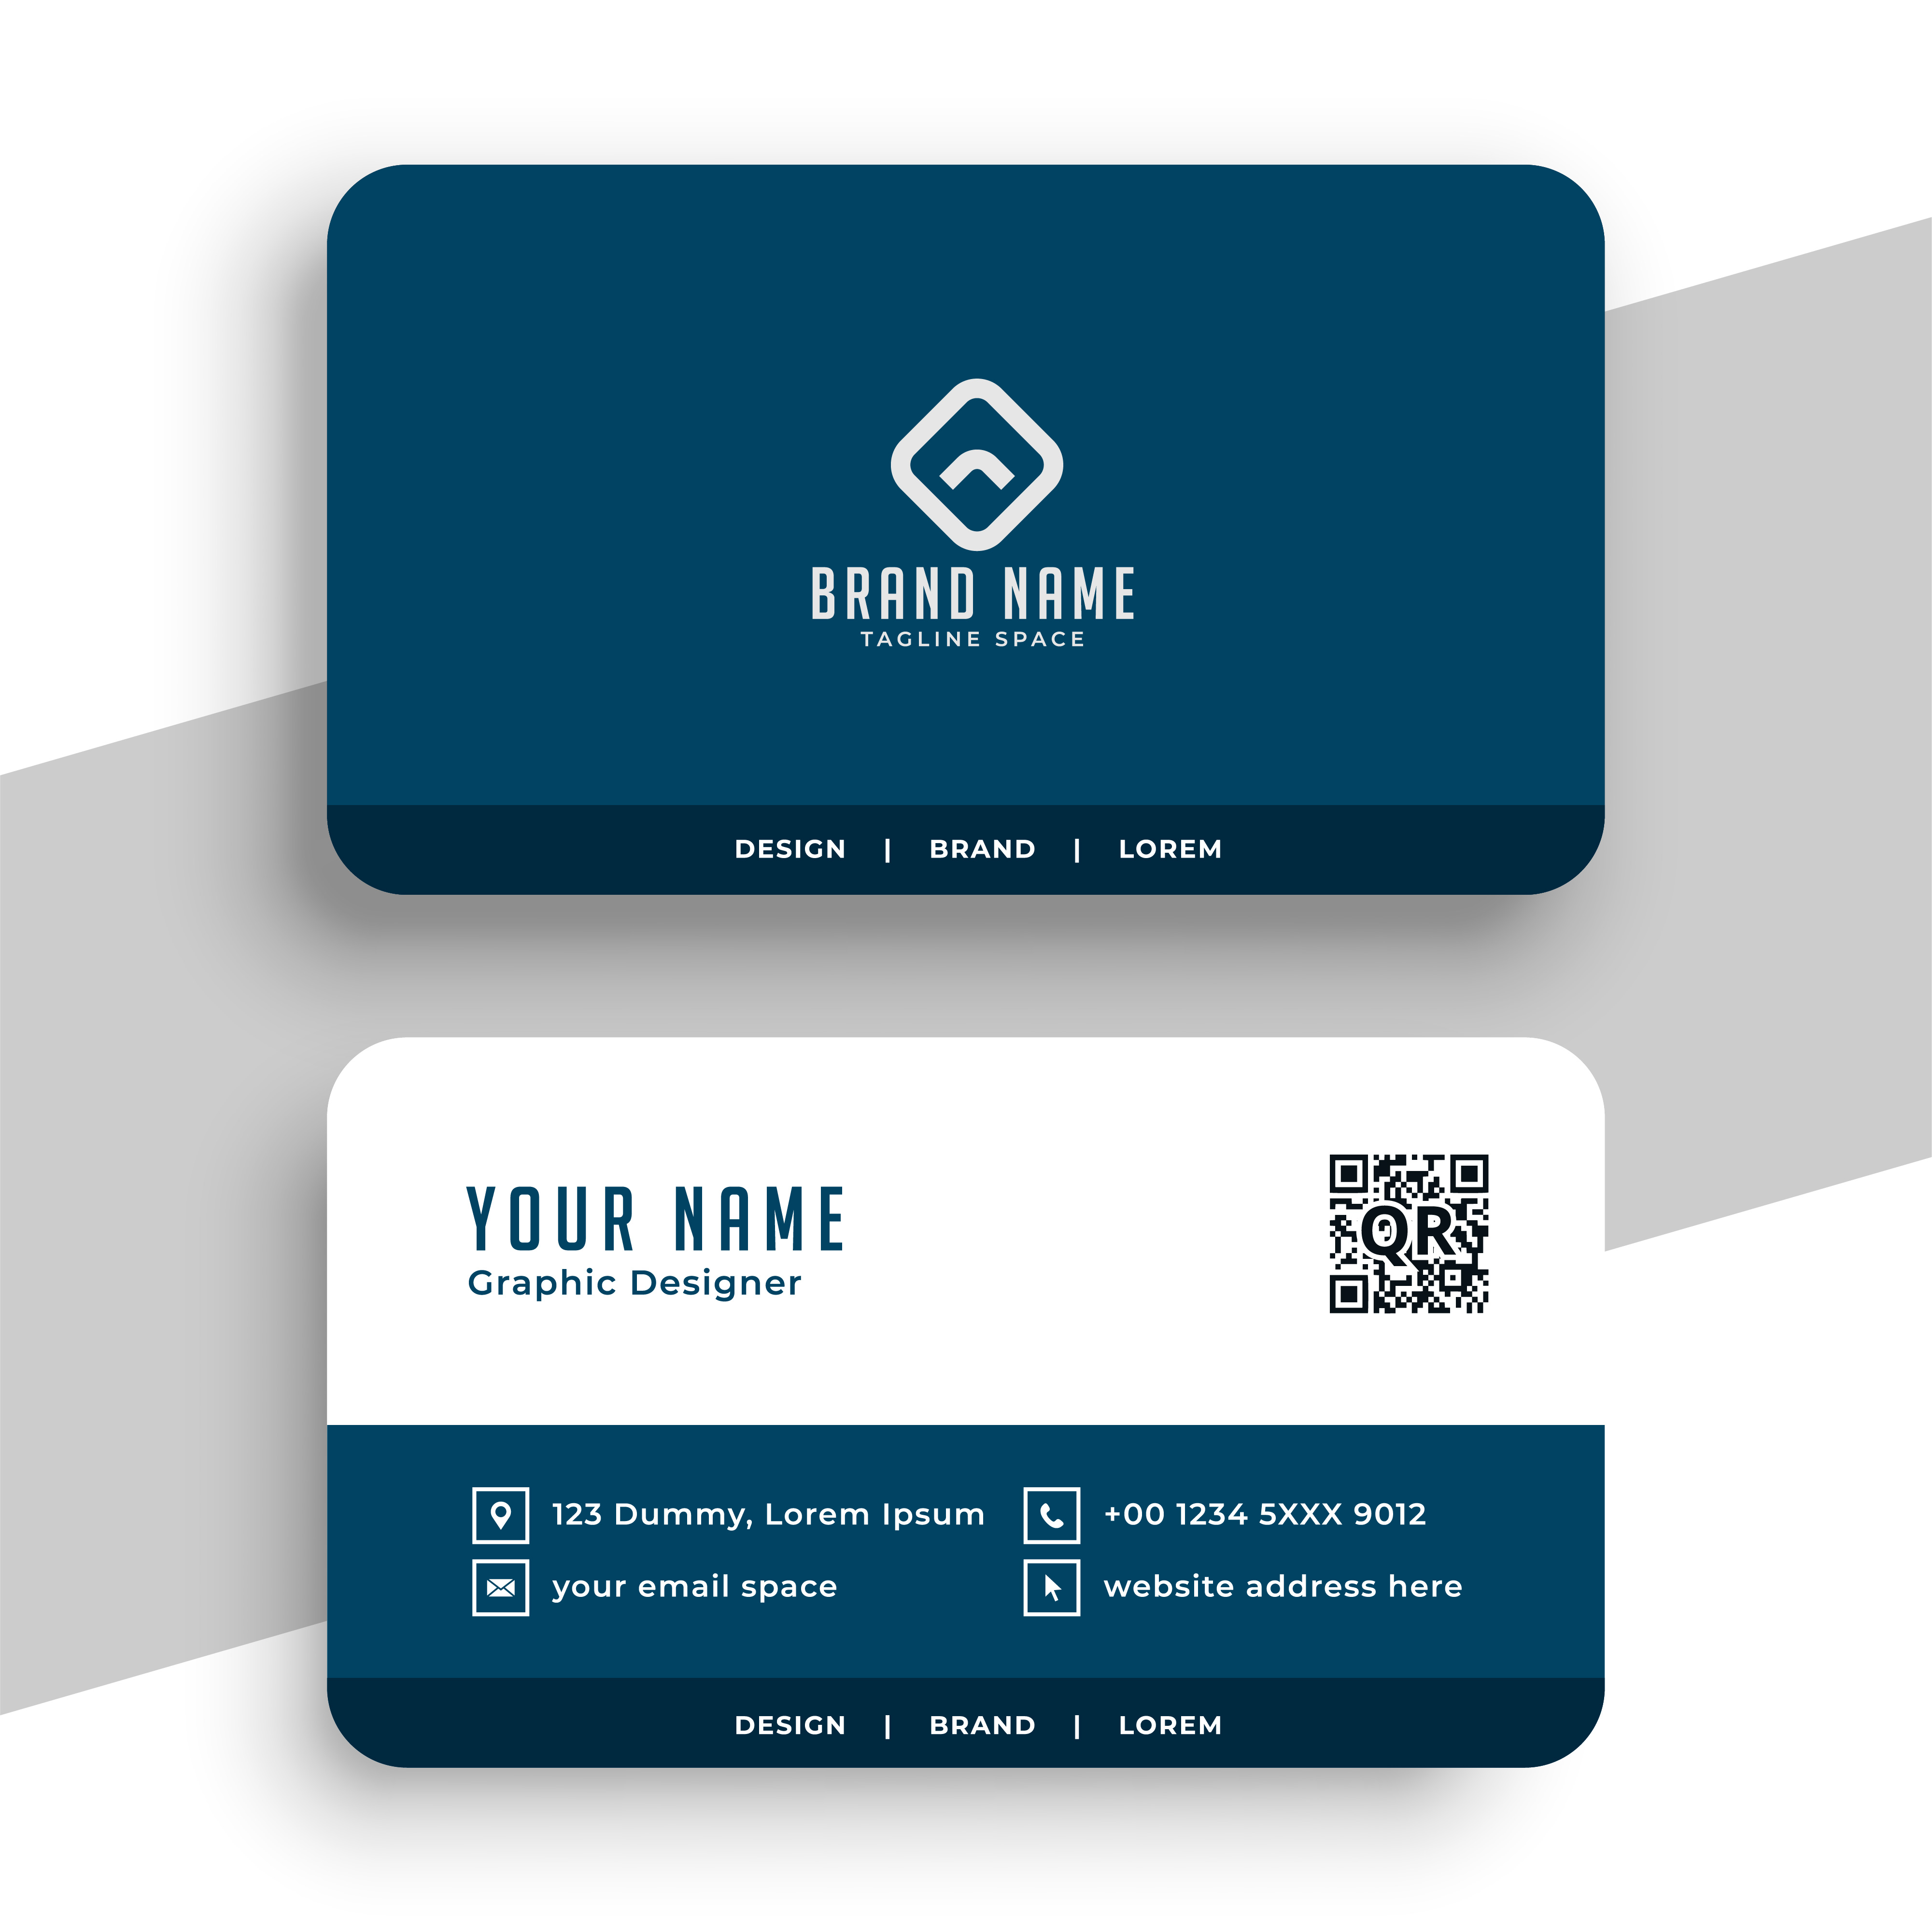 BRAND NAME
TAGLINE SPACE
DESIGN | BRAND | LOREM
YOUR NAME
Graphic Designer
QR
123 Dummy, Lorem Ipsum
+00 1234 5XXX 9012
your email space
website address here
DESIGN | BRAND | LOREM